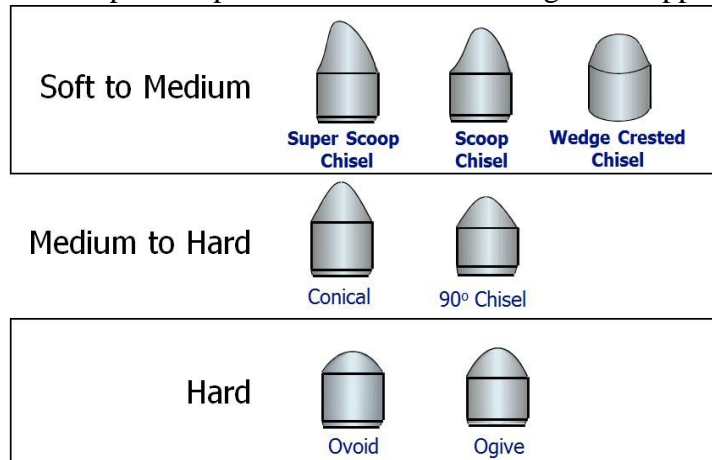 Soft to Medium
Super Scoop Chisel
Scoop Chisel
Wedge Crested Chisel
Medium to Hard
Conical
90º Chisel
Hard
Ovoid
Ogive